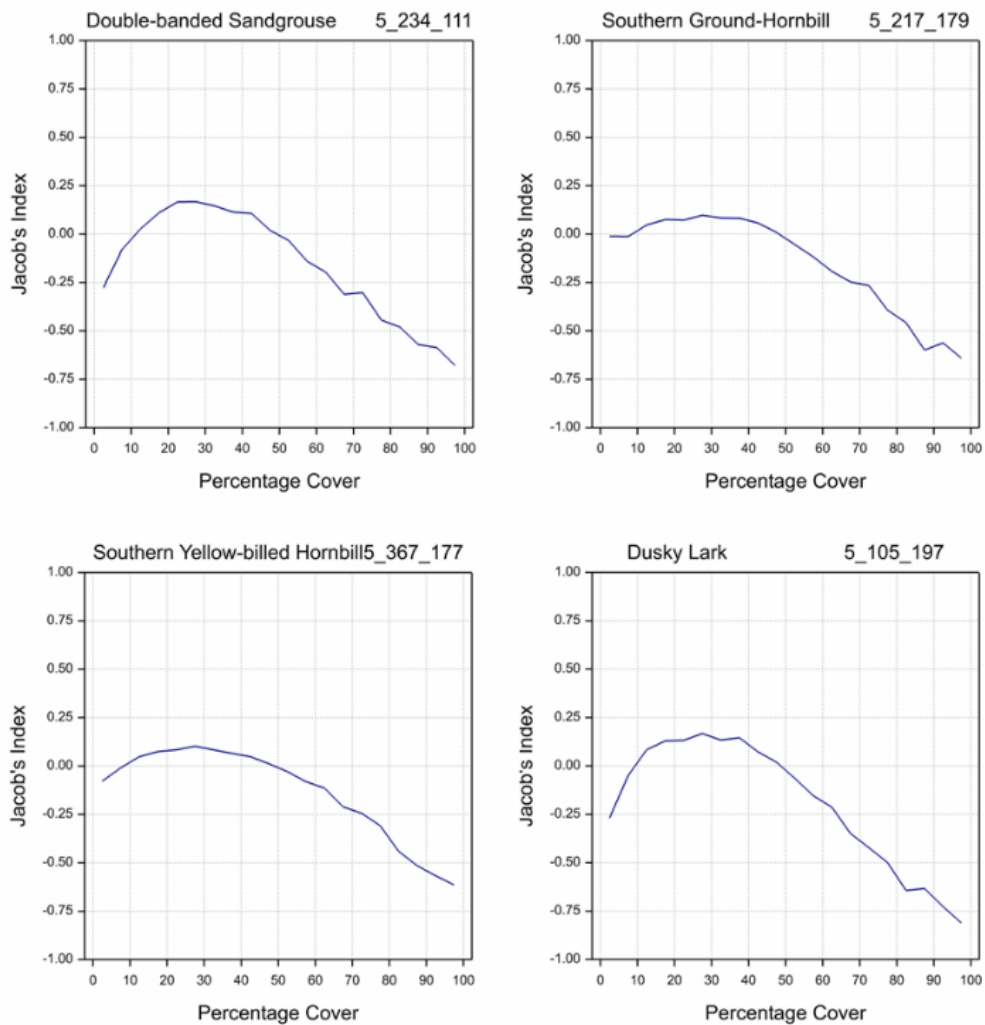 Double-banded Sandgrouse 5_234_111
1.00
0.75
0.50
0.25
0.00
-0.25
-0.50
-0.75
-1.00
Jacob's Index
0 10 20 30 40 50 60 70 80 90 100
Percentage Cover
Southern Ground-Hornbill 5_217_179
1.00
0.75
0.50
0.25
0.00
-0.25
-0.50
-0.75
-1.00
Jacob's Index
0 10 20 30 40 50 60 70 80 90 100
Percentage Cover
Southern Yellow-billed Hornbill5_367_177
1.00
0.75
0.50
0.25
0.00
-0.25
-0.50
-0.75
-1.00
Jacob's Index
0 10 20 30 40 50 60 70 80 90 100
Percentage Cover
Dusky Lark 5_105_197
1.00
0.75
0.50
0.25
0.00
-0.25
-0.50
-0.75
-1.00
Jacob's Index
0 10 20 30 40 50 60 70 80 90 100
Percentage Cover